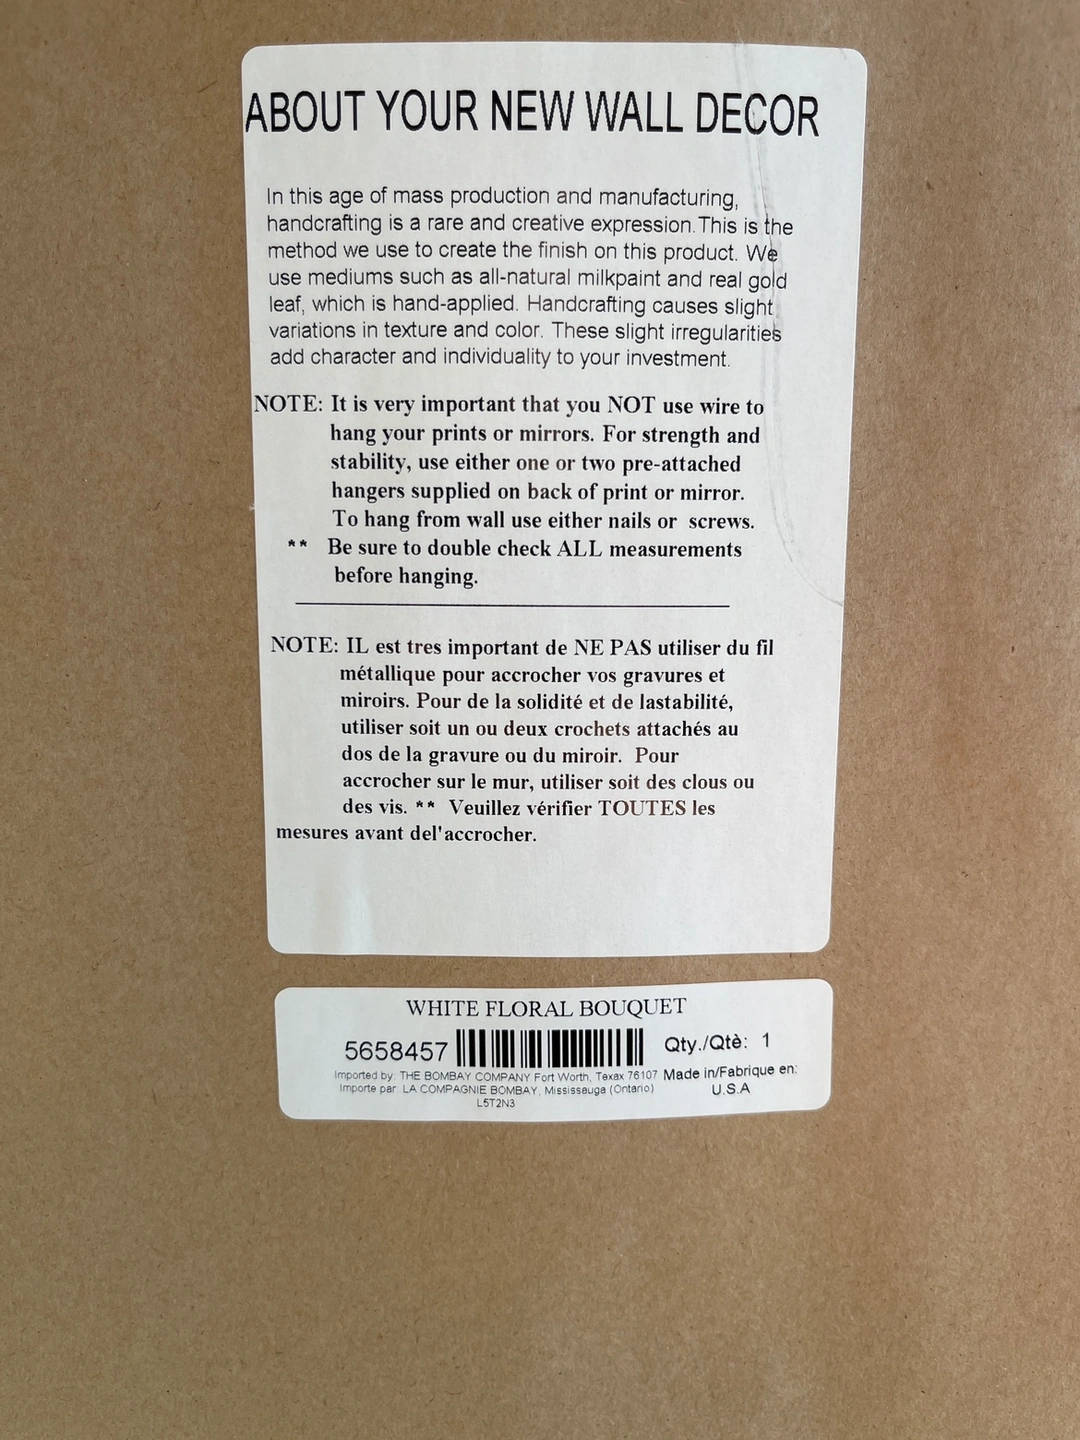 ABOUT YOUR NEW WALL DECOR
In this age of mass production and manufacturing,
handcrafting is a rare and creative expression.This is the
method we use to create the finish on this product. We
use mediums such as all-natural milkpaint and real gold
leaf, which is hand-applied. Handcrafting causes slight
variations in texture and color. These slight irregularities
add character and individuality to your investment.
NOTE: It is very important that you NOT use wire to
hang your prints or mirrors. For strength and
stability, use either one or two pre-attached
hangers supplied on back of print or mirror.
To hang from wall use either nails or screws.
** Be sure to double check ALL measurements
before hanging.
NOTE: IL est tres important de NE PAS utiliser du fil
métallique pour accrocher vos gravures et
miroirs. Pour de la solidité et de lastabilité,
utiliser soit un ou deux crochets attachés au
dos de la gravure ou du miroir. Pour
accrocher sur le mur, utiliser soit des clous ou
des vis. ** Veuillez vérifier TOUTES les
mesures avant del'accrocher.
WHITE FLORAL BOUQUET
5658457 Qty./Qtè: 1
Imported by: THE BOMBAY COMPANY Fort Worth, Texax 76107 Made in/Fabrique en:
Importe par LA COMPAGNIE BOMBAY, Mississauga (Ontario) U.S.A
L5T2N3